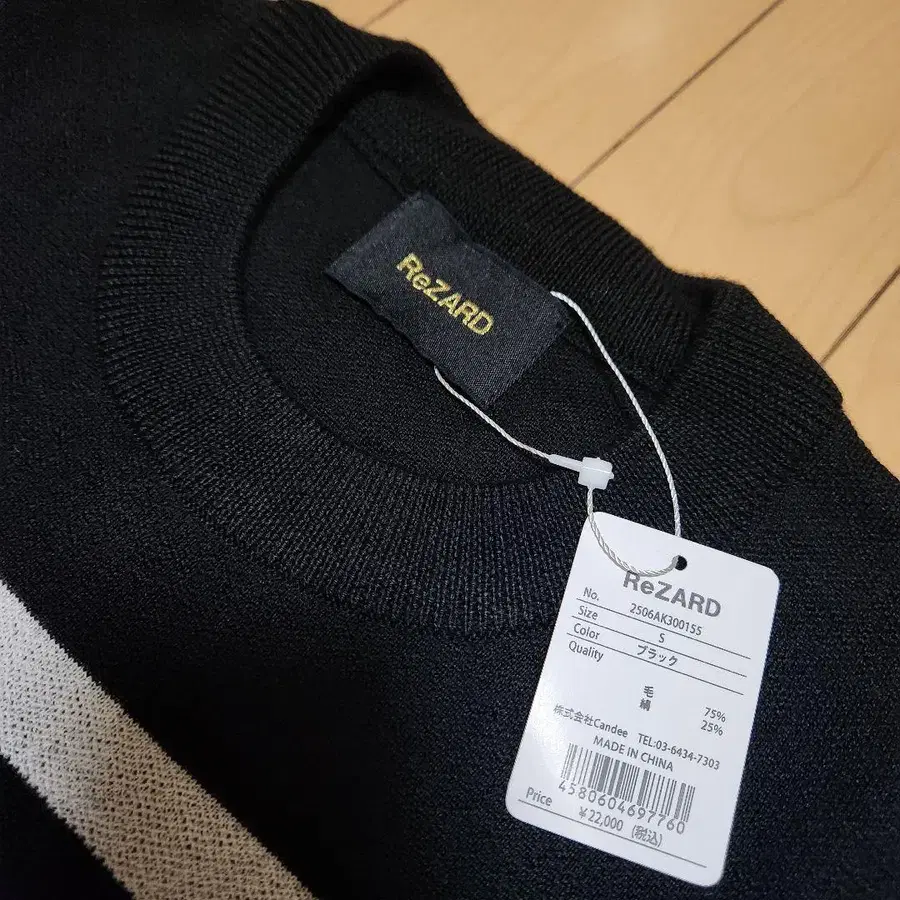 ReZARD
ReZARD
No. 2506AK30015S
Size S
Color ブラック
Quality
毛 75%
綿 25%
株式会社Candee TEL:03-6434-7303
MADE IN CHINA
4580604697760
Price ¥22,000 (税込)